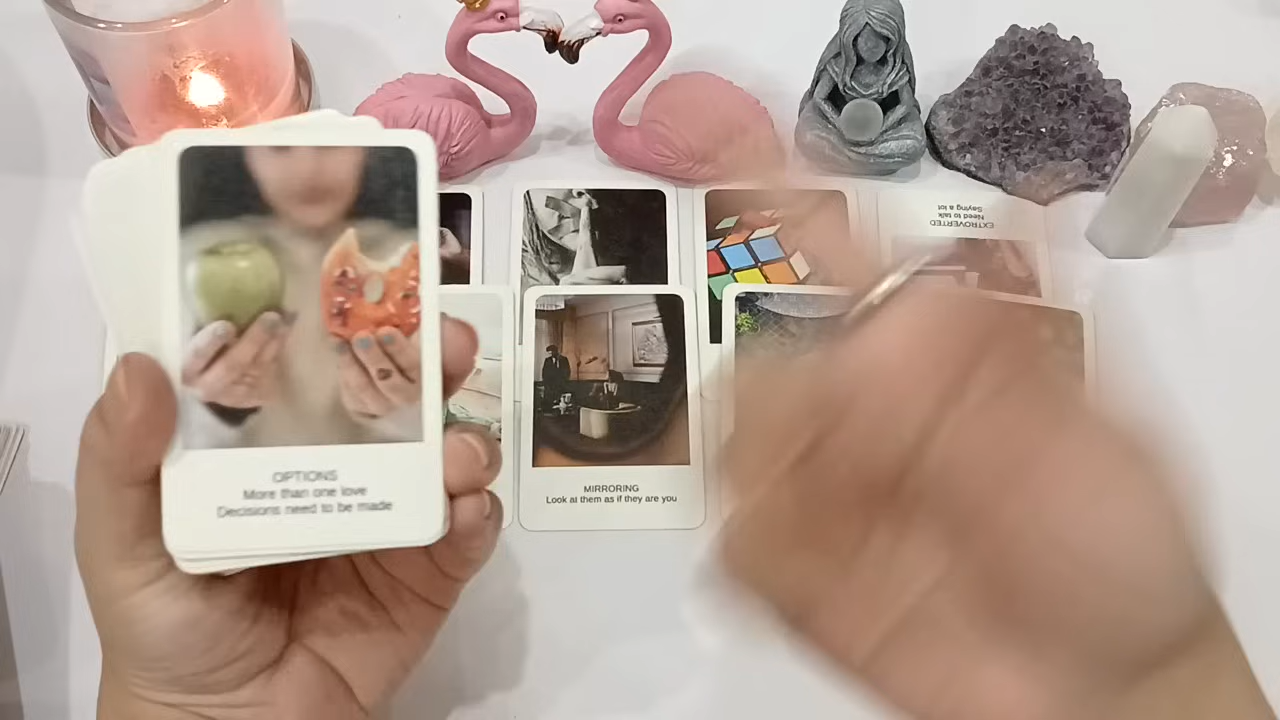 EXTROVERTED
Need to talk
Saying a lot
OPTIONS
More than one love
Decisions need to be made
MIRRORING
Look at them as if they are you